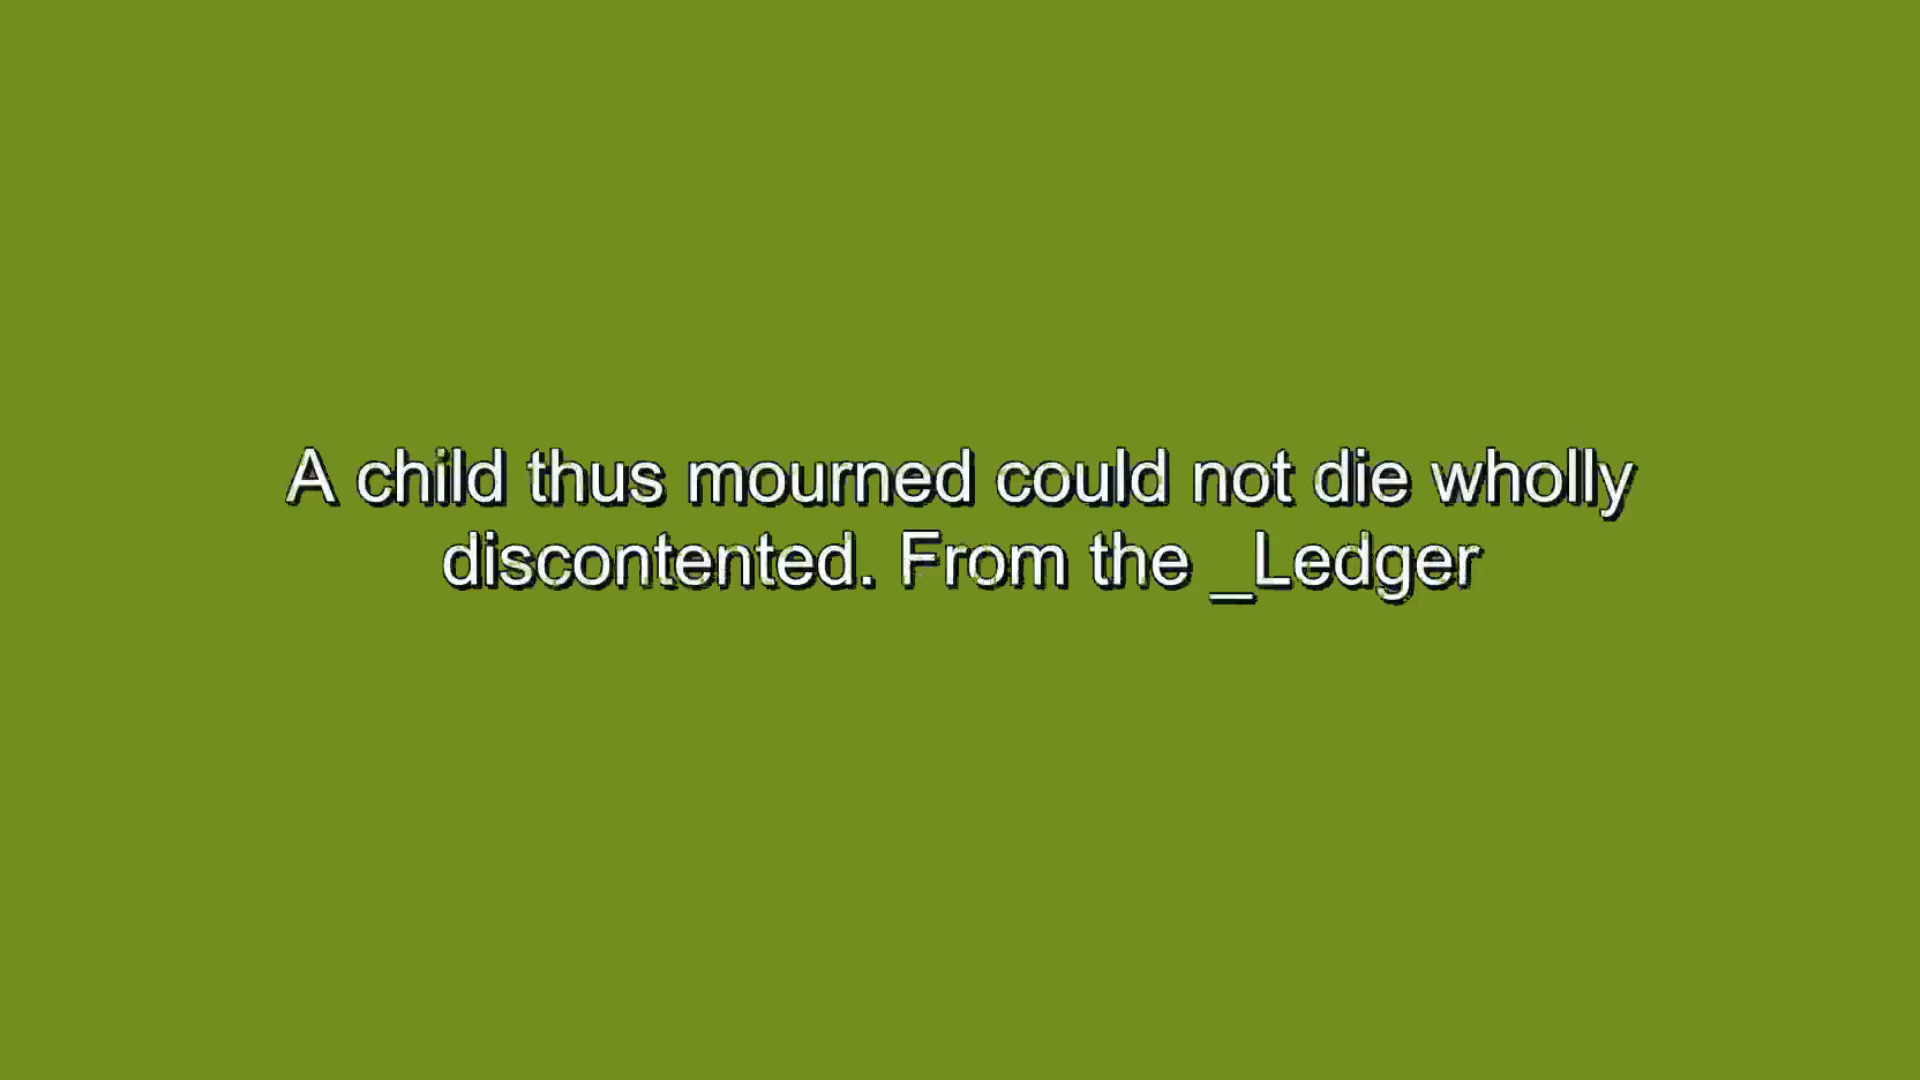 A child thus mourned could not die wholly
discontented. From the _Ledger